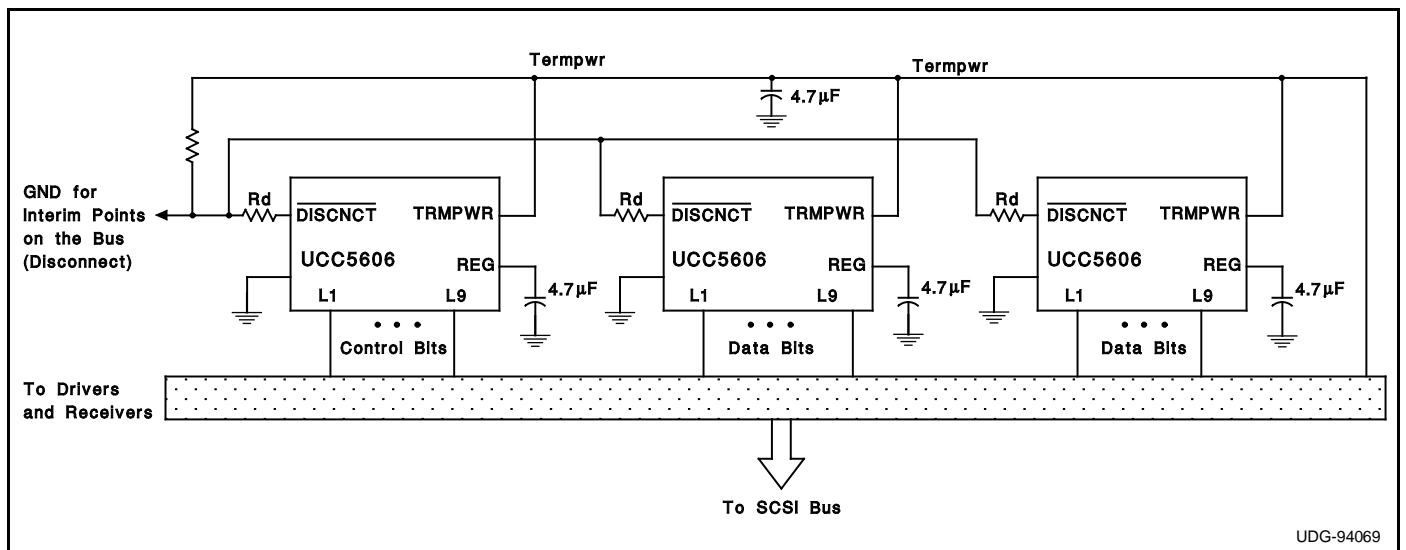 Termpwr
Termpwr
4.7µF
GND for
Interim Points
on the Bus
(Disconnect)
Rd
DISCNCT
TRMPWR
UCC5606
REG
L1
L9
4.7µF
Control Bits
Rd
DISCNCT
TRMPWR
UCC5606
REG
L1
L9
4.7µF
Data Bits
Rd
DISCNCT
TRMPWR
UCC5606
REG
L1
L9
4.7µF
Data Bits
To Drivers
and Receivers
To SCSI Bus
UDG-94069